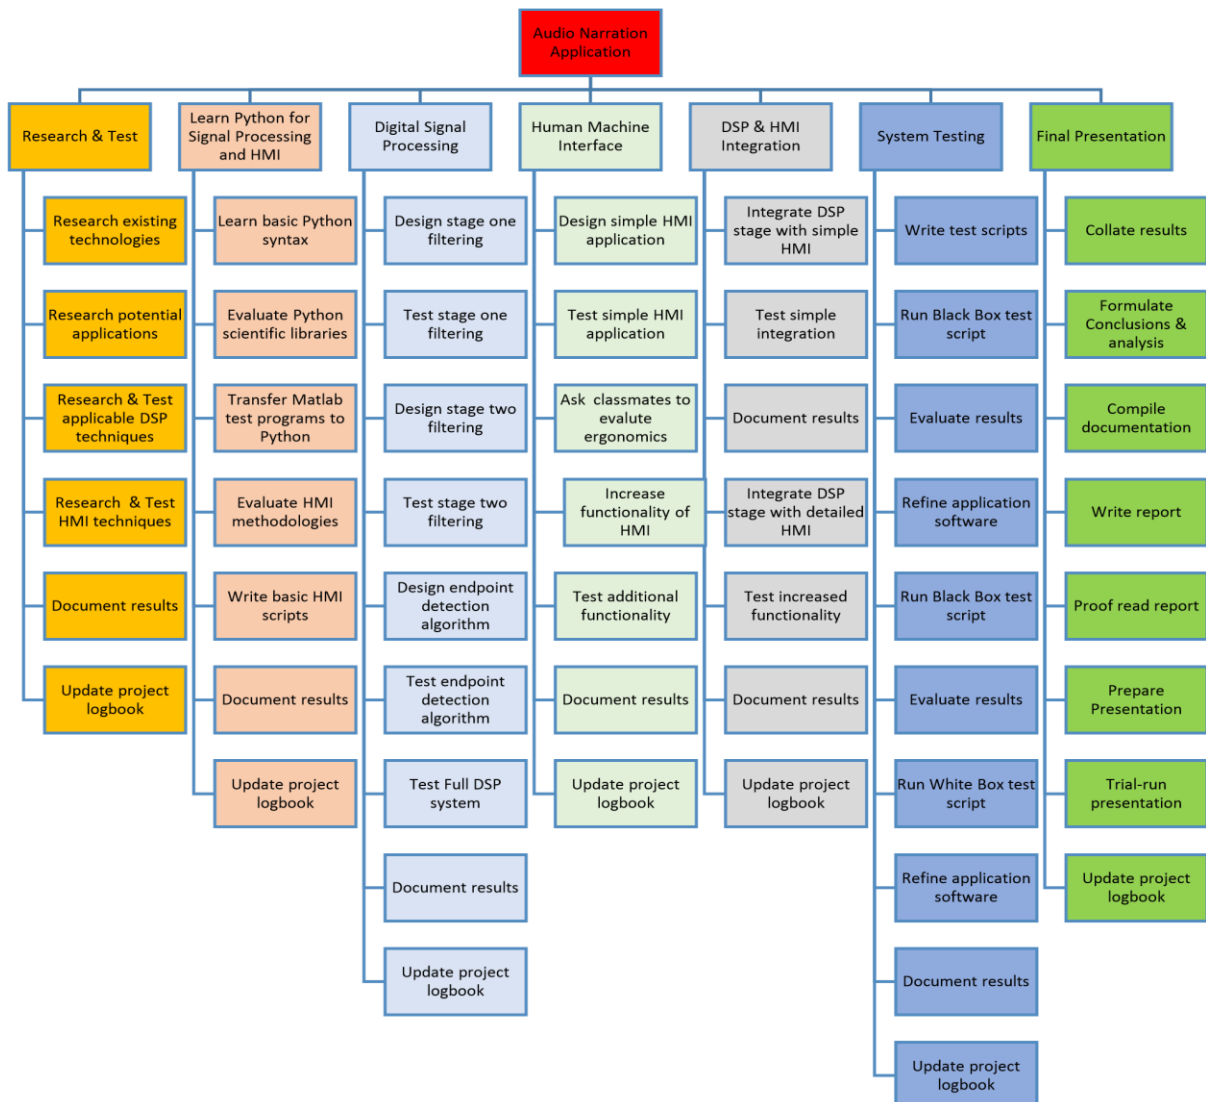 Audio Narration
Application
Research & Test
Learn Python for
Signal Processing
and HMI
Digital Signal
Processing
Human Machine
Interface
DSP & HMI
Integration
System Testing
Final Presentation
Research existing
technologies
Research potential
applications
Research & Test
applicable DSP
techniques
Research & Test
HMI techniques
Document results
Update project
logbook
Learn basic Python
syntax
Evaluate Python
scientific libraries
Transfer Matlab
test programs to
Python
Evaluate HMI
methodologies
Write basic HMI
scripts
Document results
Update project
logbook
Design stage one
filtering
Test stage one
filtering
Design stage two
filtering
Test stage two
filtering
Design endpoint
detection
algorithm
Test endpoint
detection
algorithm
Test Full DSP
system
Document results
Update project
logbook
Design simple HMI
application
Test simple HMI
application
Ask classmates to
evalute
ergonomics
Increase
functionality of
HMI
Test additional
functionality
Document results
Update project
logbook
Integrate DSP
stage with simple
HMI
Test simple
integration
Document results
Integrate DSP
stage with detailed
HMI
Test increased
functionality
Document results
Update project
logbook
Write test scripts
Run Black Box test
script
Evaluate results
Refine application
software
Run Black Box test
script
Evaluate results
Run White Box test
script
Refine application
software
Document results
Update project
logbook
Collate results
Formulate
Conclusions &
analysis
Compile
documentation
Write report
Proof read report
Prepare
Presentation
Trial-run
presentation
Update project
logbook